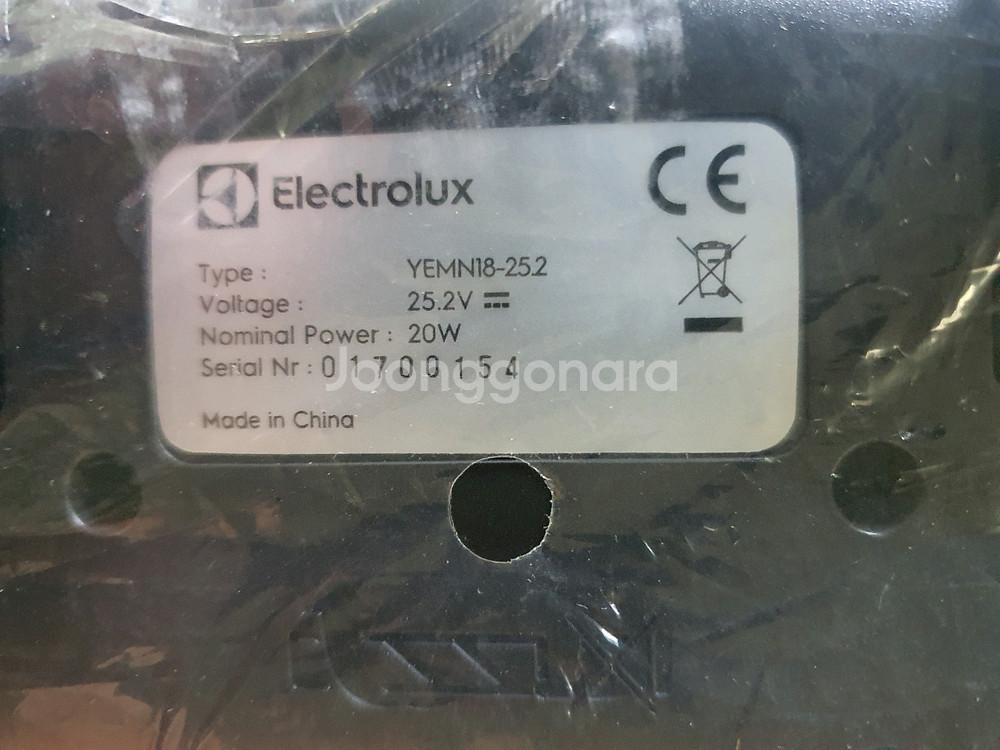 Electrolux
CE
Type : YEMN18-25.2
Voltage : 25.2V
Nominal Power : 20W
Serial Nr : 01700154
Joonggonara
Made in China